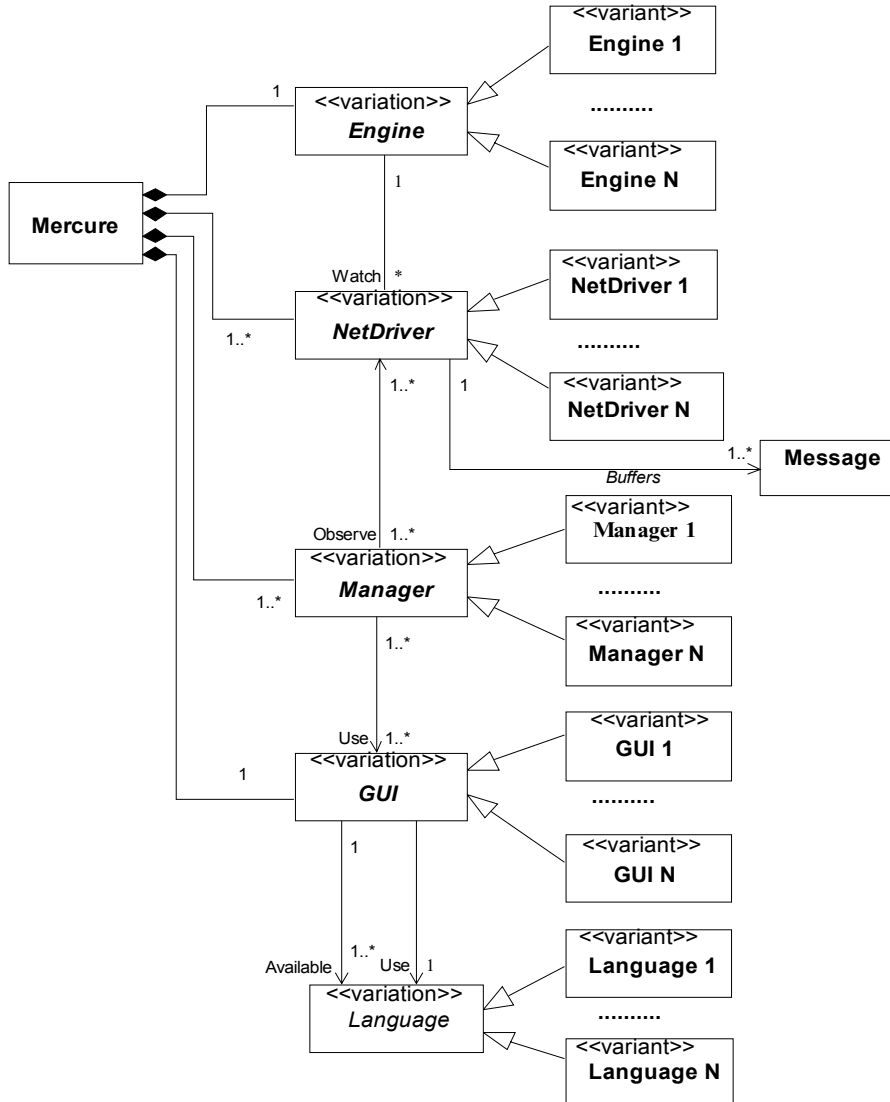 <<variant>>
Engine 1
..........
<<variant>>
Engine N
1
<<variation>>
Engine
1
Mercure
Watch *
<<variation>>
NetDriver
1..*
<<variant>>
NetDriver 1
..........
<<variant>>
NetDriver N
1..*
1
1..*
Buffers
Message
Observe 1..*
<<variation>>
Manager
1..*
<<variant>>
Manager 1
..........
<<variant>>
Manager N
1..*
Use 1..*
<<variation>>
GUI
1
<<variant>>
GUI 1
..........
<<variant>>
GUI N
1
1..*
Available
Use 1
<<variation>>
Language
<<variant>>
Language 1
..........
<<variant>>
Language N